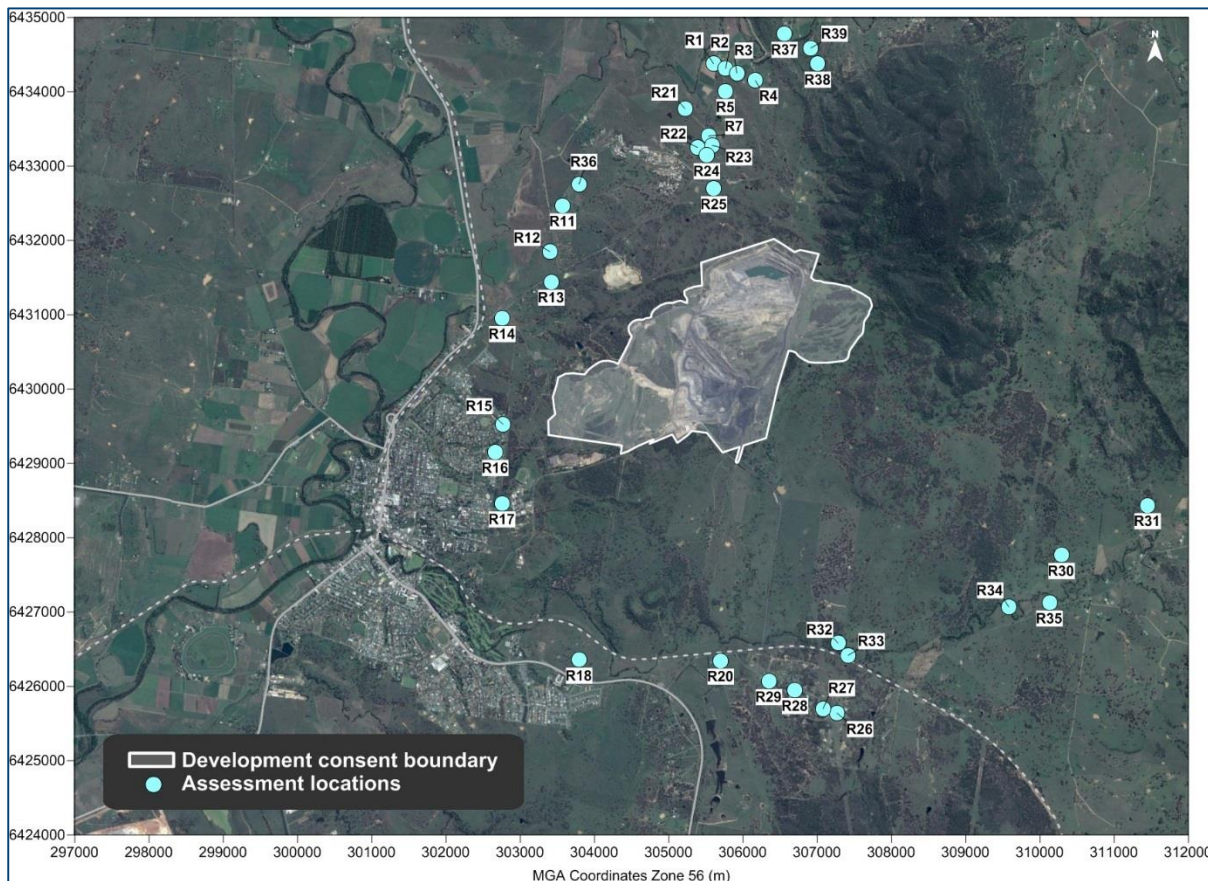 6435000
6434000
6433000
6432000
6431000
6430000
6429000
6428000
6427000
6426000
6425000
6424000
N
R1
R2
R3
R37
R39
R38
R4
R5
R21
R7
R22
R23
R24
R25
R36
R11
R12
R13
R14
R15
R16
R17
R31
R30
R34
R35
R32
R33
R18
R20
R29
R28
R27
R26
Development consent boundary
Assessment locations
297000 298000 299000 300000 301000 302000 303000 304000 305000 306000 307000 308000 309000 310000 311000 312000
MGA Coordinates Zone 56 (m)